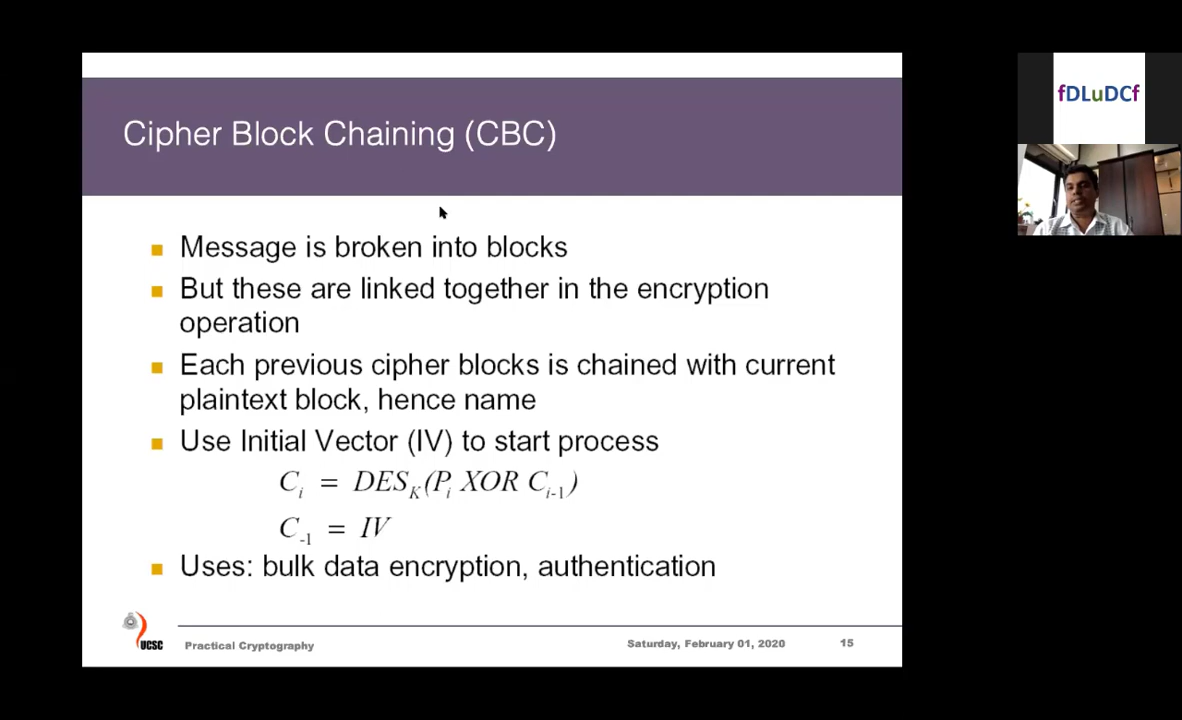 Cipher Block Chaining (CBC)
Message is broken into blocks
But these are linked together in the encryption
operation
Each previous cipher blocks is chained with current
plaintext block, hence name
Use Initial Vector (IV) to start process
C_i = DES_K(P_i XOR C_{i-1})
C_{-1} = IV
Uses: bulk data encryption, authentication
UCSC
Practical Cryptography
Saturday, February 01, 2020
15
fDLuDCf